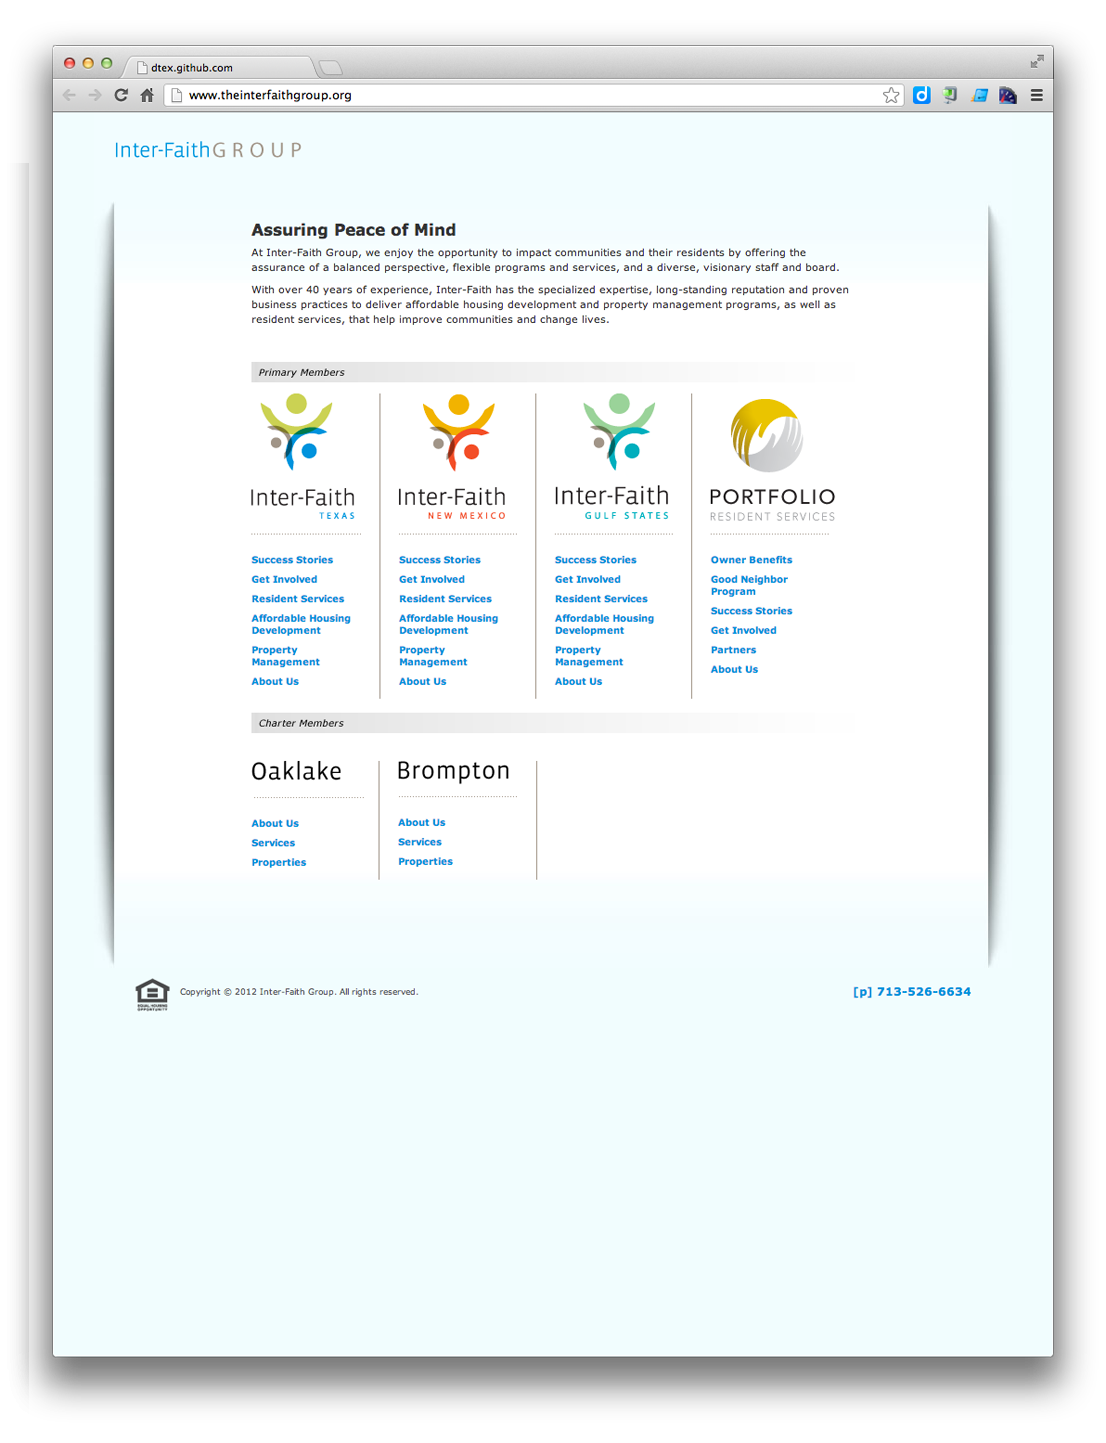 dtex.github.com
www.theinterfaithgroup.org
Inter-FaithGROUP
Assuring Peace of Mind
At Inter-Faith Group, we enjoy the opportunity to impact communities and their residents by offering the
assurance of a balanced perspective, flexible programs and services, and a diverse, visionary staff and board.
With over 40 years of experience, Inter-Faith has the specialized expertise, long-standing reputation and proven
business practices to deliver affordable housing development and property management programs, as well as
resident services, that help improve communities and change lives.
Primary Members
Inter-Faith
TEXAS
Success Stories
Get Involved
Resident Services
Affordable Housing
Development
Property
Management
About Us
Inter-Faith
NEW MEXICO
Success Stories
Get Involved
Resident Services
Affordable Housing
Development
Property
Management
About Us
Inter-Faith
GULF STATES
Success Stories
Get Involved
Resident Services
Affordable Housing
Development
Property
Management
About Us
PORTFOLIO
RESIDENT SERVICES
Owner Benefits
Good Neighbor
Program
Success Stories
Get Involved
Partners
About Us
Charter Members
Oaklake
About Us
Services
Properties
Brompton
About Us
Services
Properties
EQUAL HOUSING
OPPORTUNITY
Copyright © 2012 Inter-Faith Group. All rights reserved.
[p] 713-526-6634